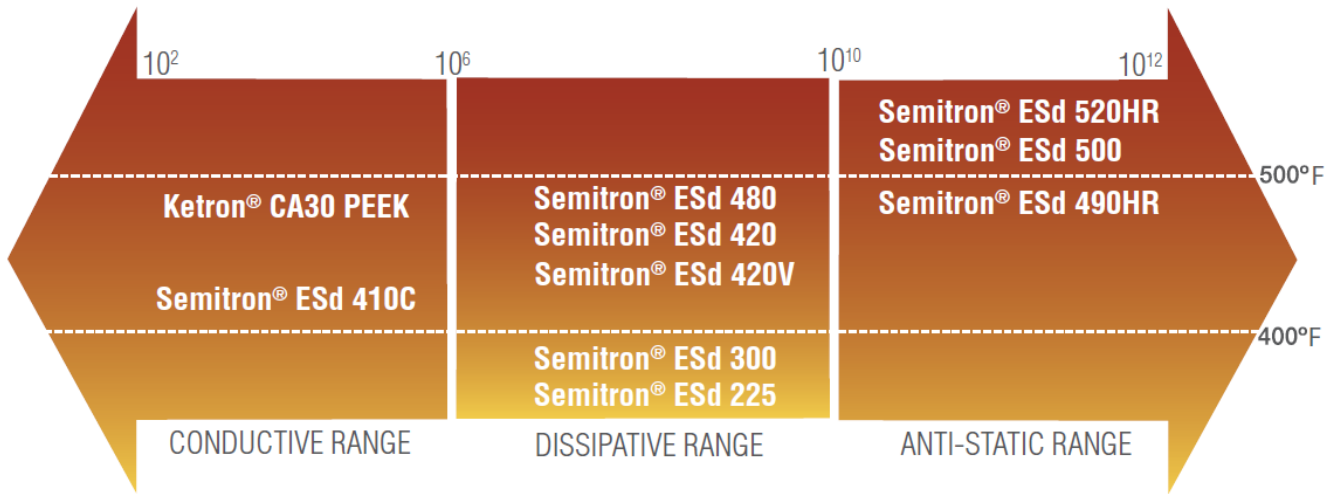 10² 10⁶ 10¹⁰ 10¹²
Semitron® ESd 520HR
Semitron® ESd 500
500°F
Ketron® CA30 PEEK Semitron® ESd 480 Semitron® ESd 490HR
Semitron® ESd 420
Semitron® ESd 420V
Semitron® ESd 410C
400°F
Semitron® ESd 300
Semitron® ESd 225
CONDUCTIVE RANGE DISSIPATIVE RANGE ANTI-STATIC RANGE